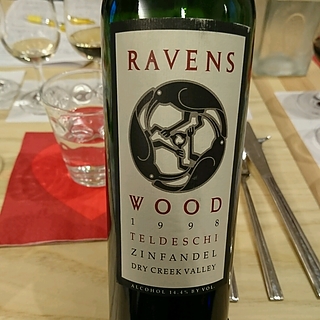 RAVENS
WOOD
1998
TELDESCHI
ZINFANDEL
DRY CREEK VALLEY
ALCOHOL 14.4% BY VOL.